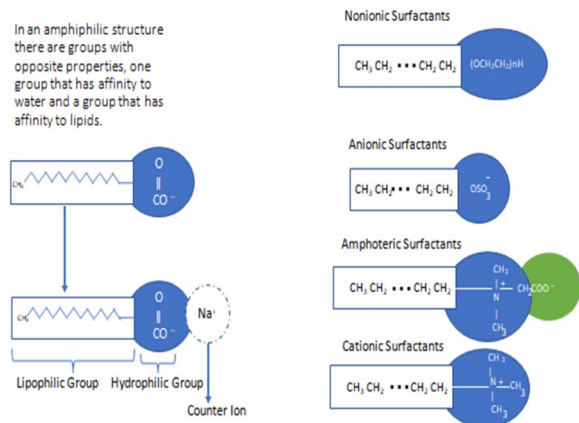 In an amphiphilic structure
there are groups with
opposite properties, one
group that has affinity to
water and a group that has
affinity to lipids.
CH₃
O
||
CO⁻
CH₃
O
||
CO⁻
Na⁺
Lipophilic Group
Hydrophilic Group
Counter Ion
Nonionic Surfactants
CH₃ CH₂ • • • CH₂ CH₂ (OCH₂CH₂)nH
Anionic Surfactants
CH₃ CH₂• • • CH₂ CH₂ OSO₃⁻
Amphoteric Surfactants
CH₃
| +
CH₃ CH₂ • • • CH₂ CH₂ N CH₂COO⁻
|
CH₃
Cationic Surfactants
CH₃
|
CH₃ CH₂ • • •CH₂ CH₂ N+ CH₃
|
CH₃